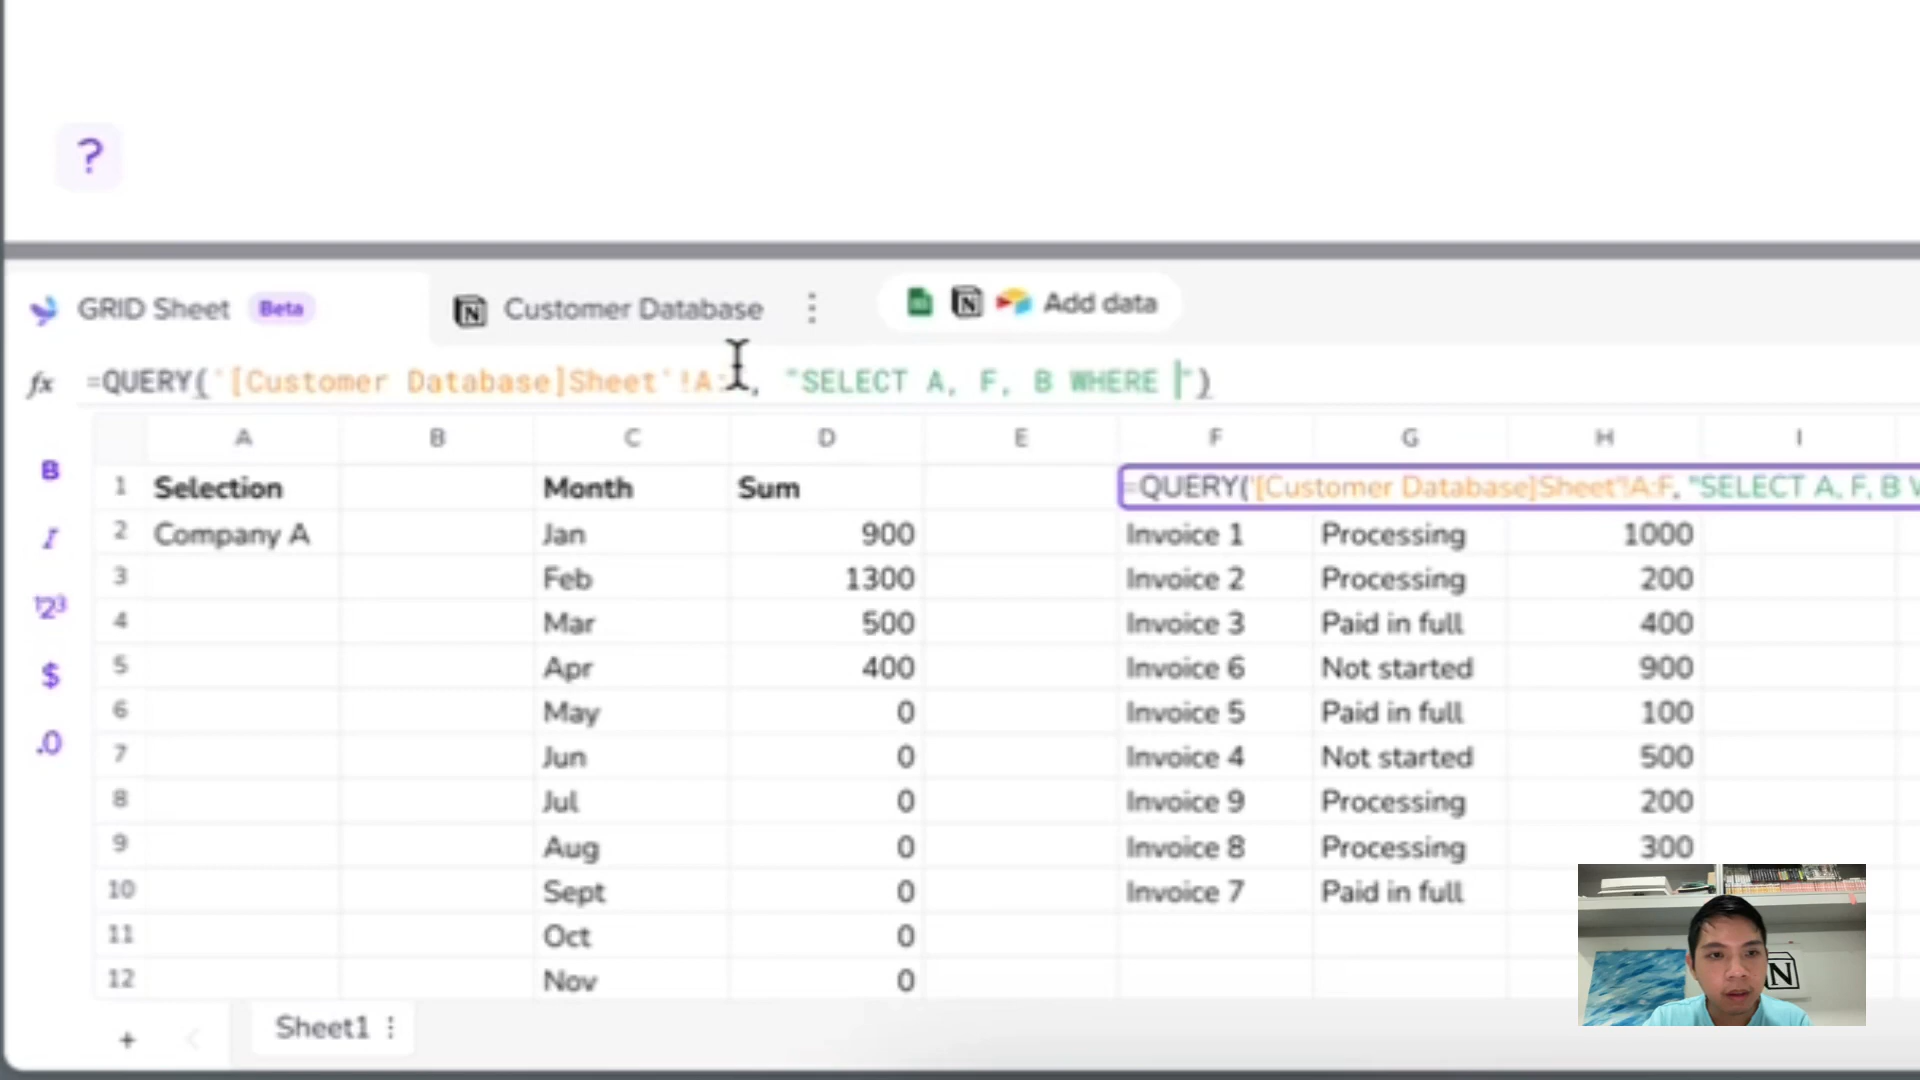 ?
GRID Sheet Beta
Customer Database
Add data
fx =QUERY('[Customer Database]Sheet'!A: , "SELECT A, F, B WHERE ")
A B C D E F G H I
1 Selection Month Sum =QUERY('[Customer Database]Sheet'!A:F, "SELECT A, F, B
2 Company A Jan 900 Invoice 1 Processing 1000
3 Feb 1300 Invoice 2 Processing 200
4 Mar 500 Invoice 3 Paid in full 400
5 Apr 400 Invoice 6 Not started 900
6 May 0 Invoice 5 Paid in full 100
7 Jun 0 Invoice 4 Not started 500
8 Jul 0 Invoice 9 Processing 200
9 Aug 0 Invoice 8 Processing 300
10 Sept 0 Invoice 7 Paid in full
11 Oct 0
12 Nov 0
B
I
123
$
.0
+ < Sheet1